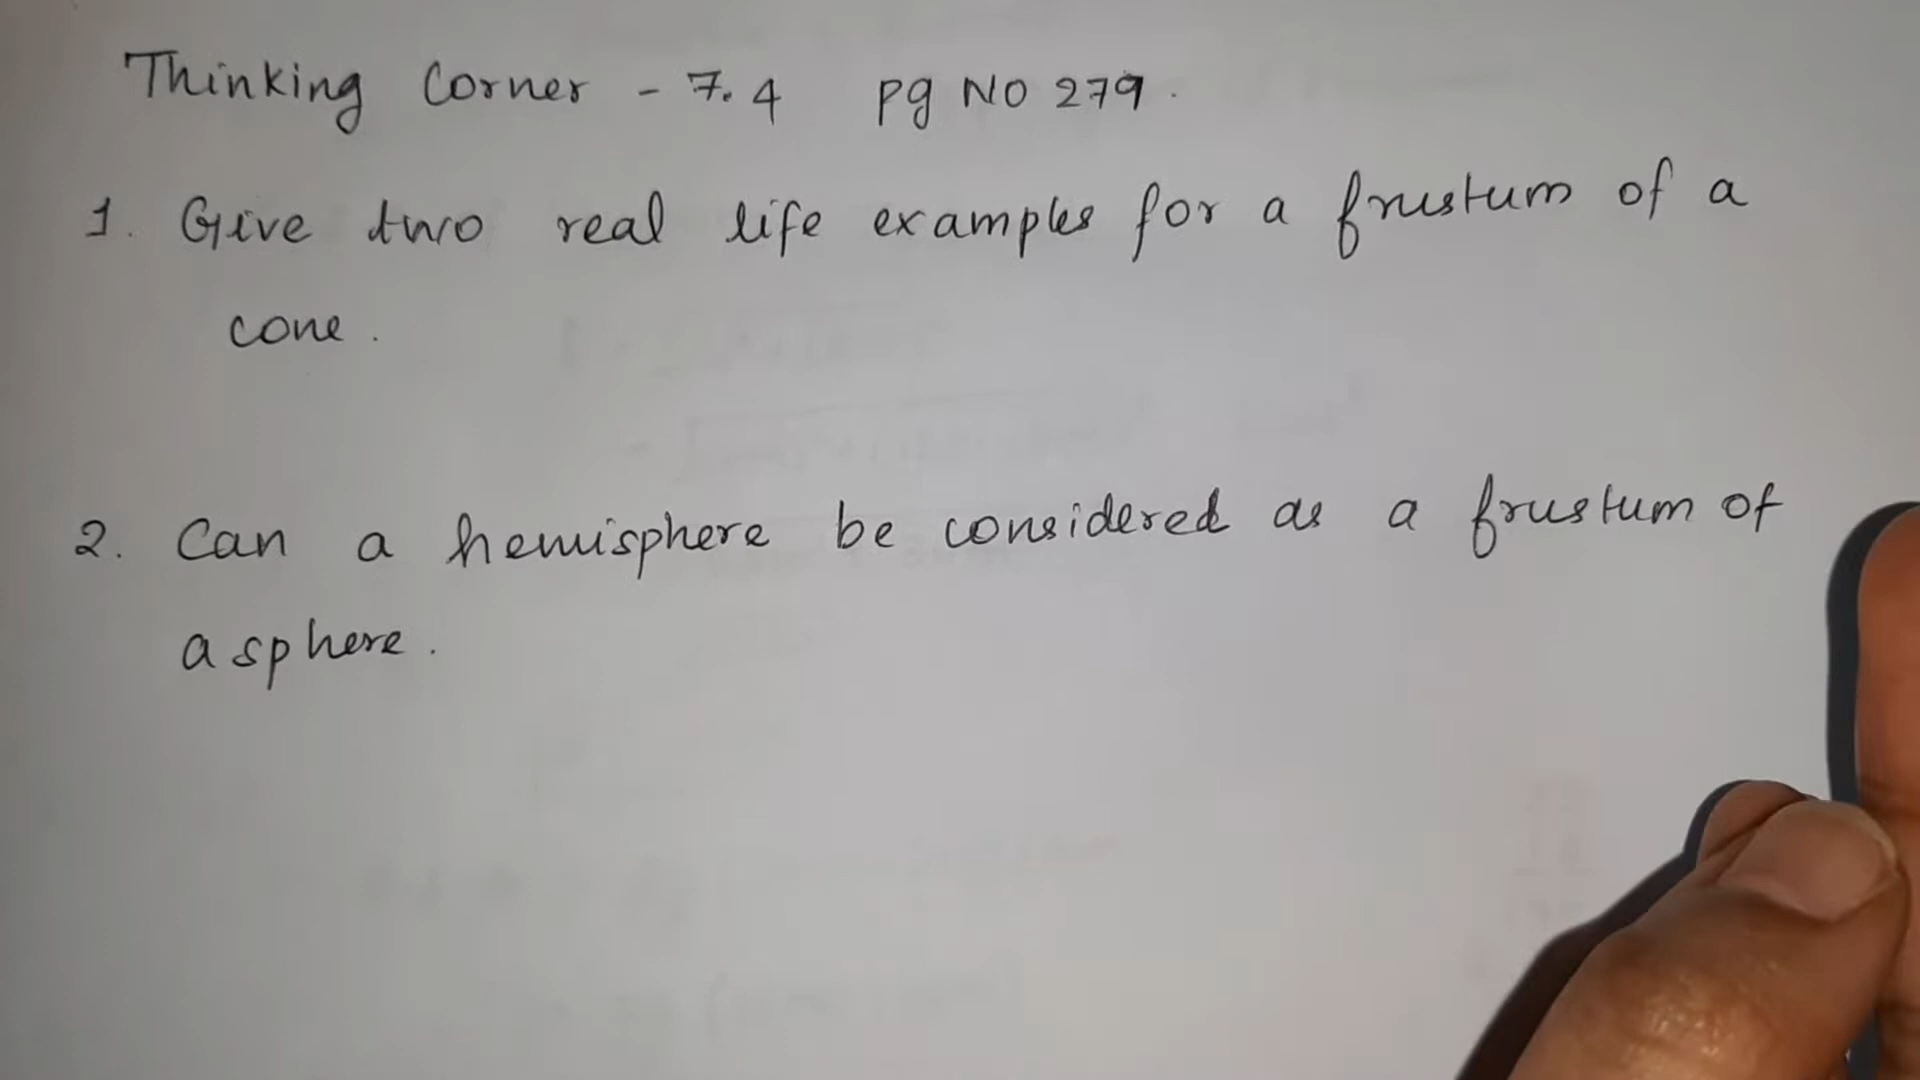 Thinking Corner - 7.4 pg No 279.
1. Give two real life examples for a frustum of a
cone.
2. Can a hemisphere be considered as a frustum of
a sphere.